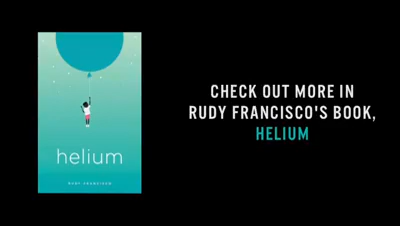 helium
RUDY FRANCISCO
CHECK OUT MORE IN
RUDY FRANCISCO'S BOOK,
HELIUM